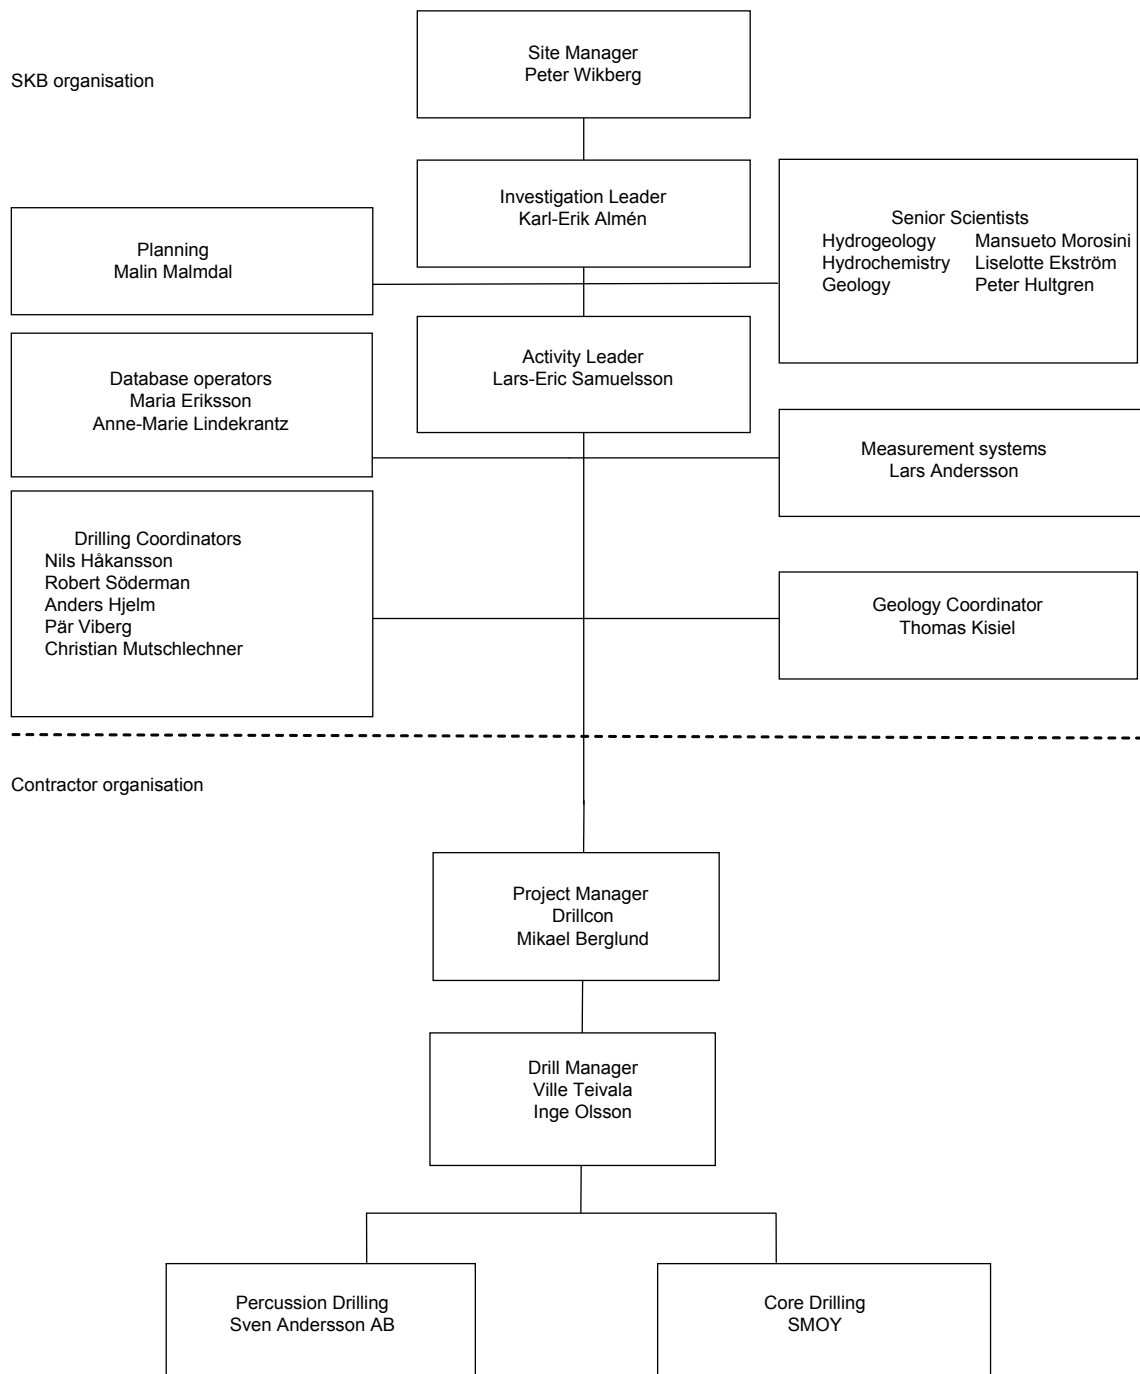 SKB organisation
Site Manager
Peter Wikberg
Investigation Leader
Karl-Erik Almén
Senior Scientists
Hydrogeology Mansueto Morosini
Hydrochemistry Liselotte Ekström
Geology Peter Hultgren
Planning
Malin Malmdal
Activity Leader
Lars-Eric Samuelsson
Database operators
Maria Eriksson
Anne-Marie Lindekrantz
Measurement systems
Lars Andersson
Drilling Coordinators
Nils Håkansson
Robert Söderman
Anders Hjelm
Pär Viberg
Christian Mutschlechner
Geology Coordinator
Thomas Kisiel
Contractor organisation
Project Manager
Drillcon
Mikael Berglund
Drill Manager
Ville Teivala
Inge Olsson
Percussion Drilling
Sven Andersson AB
Core Drilling
SMOY